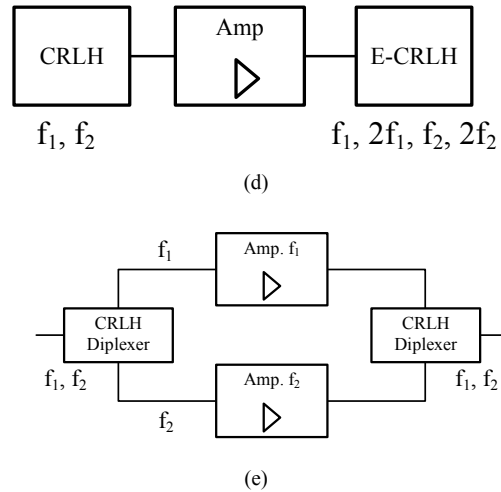 CRLH
Amp
E-CRLH
f₁, f₂
f₁, 2f₁, f₂, 2f₂
(d)
f₁
Amp. f₁
CRLH
Diplexer
CRLH
Diplexer
f₁, f₂
f₁, f₂
f₂
Amp. f₂
(e)